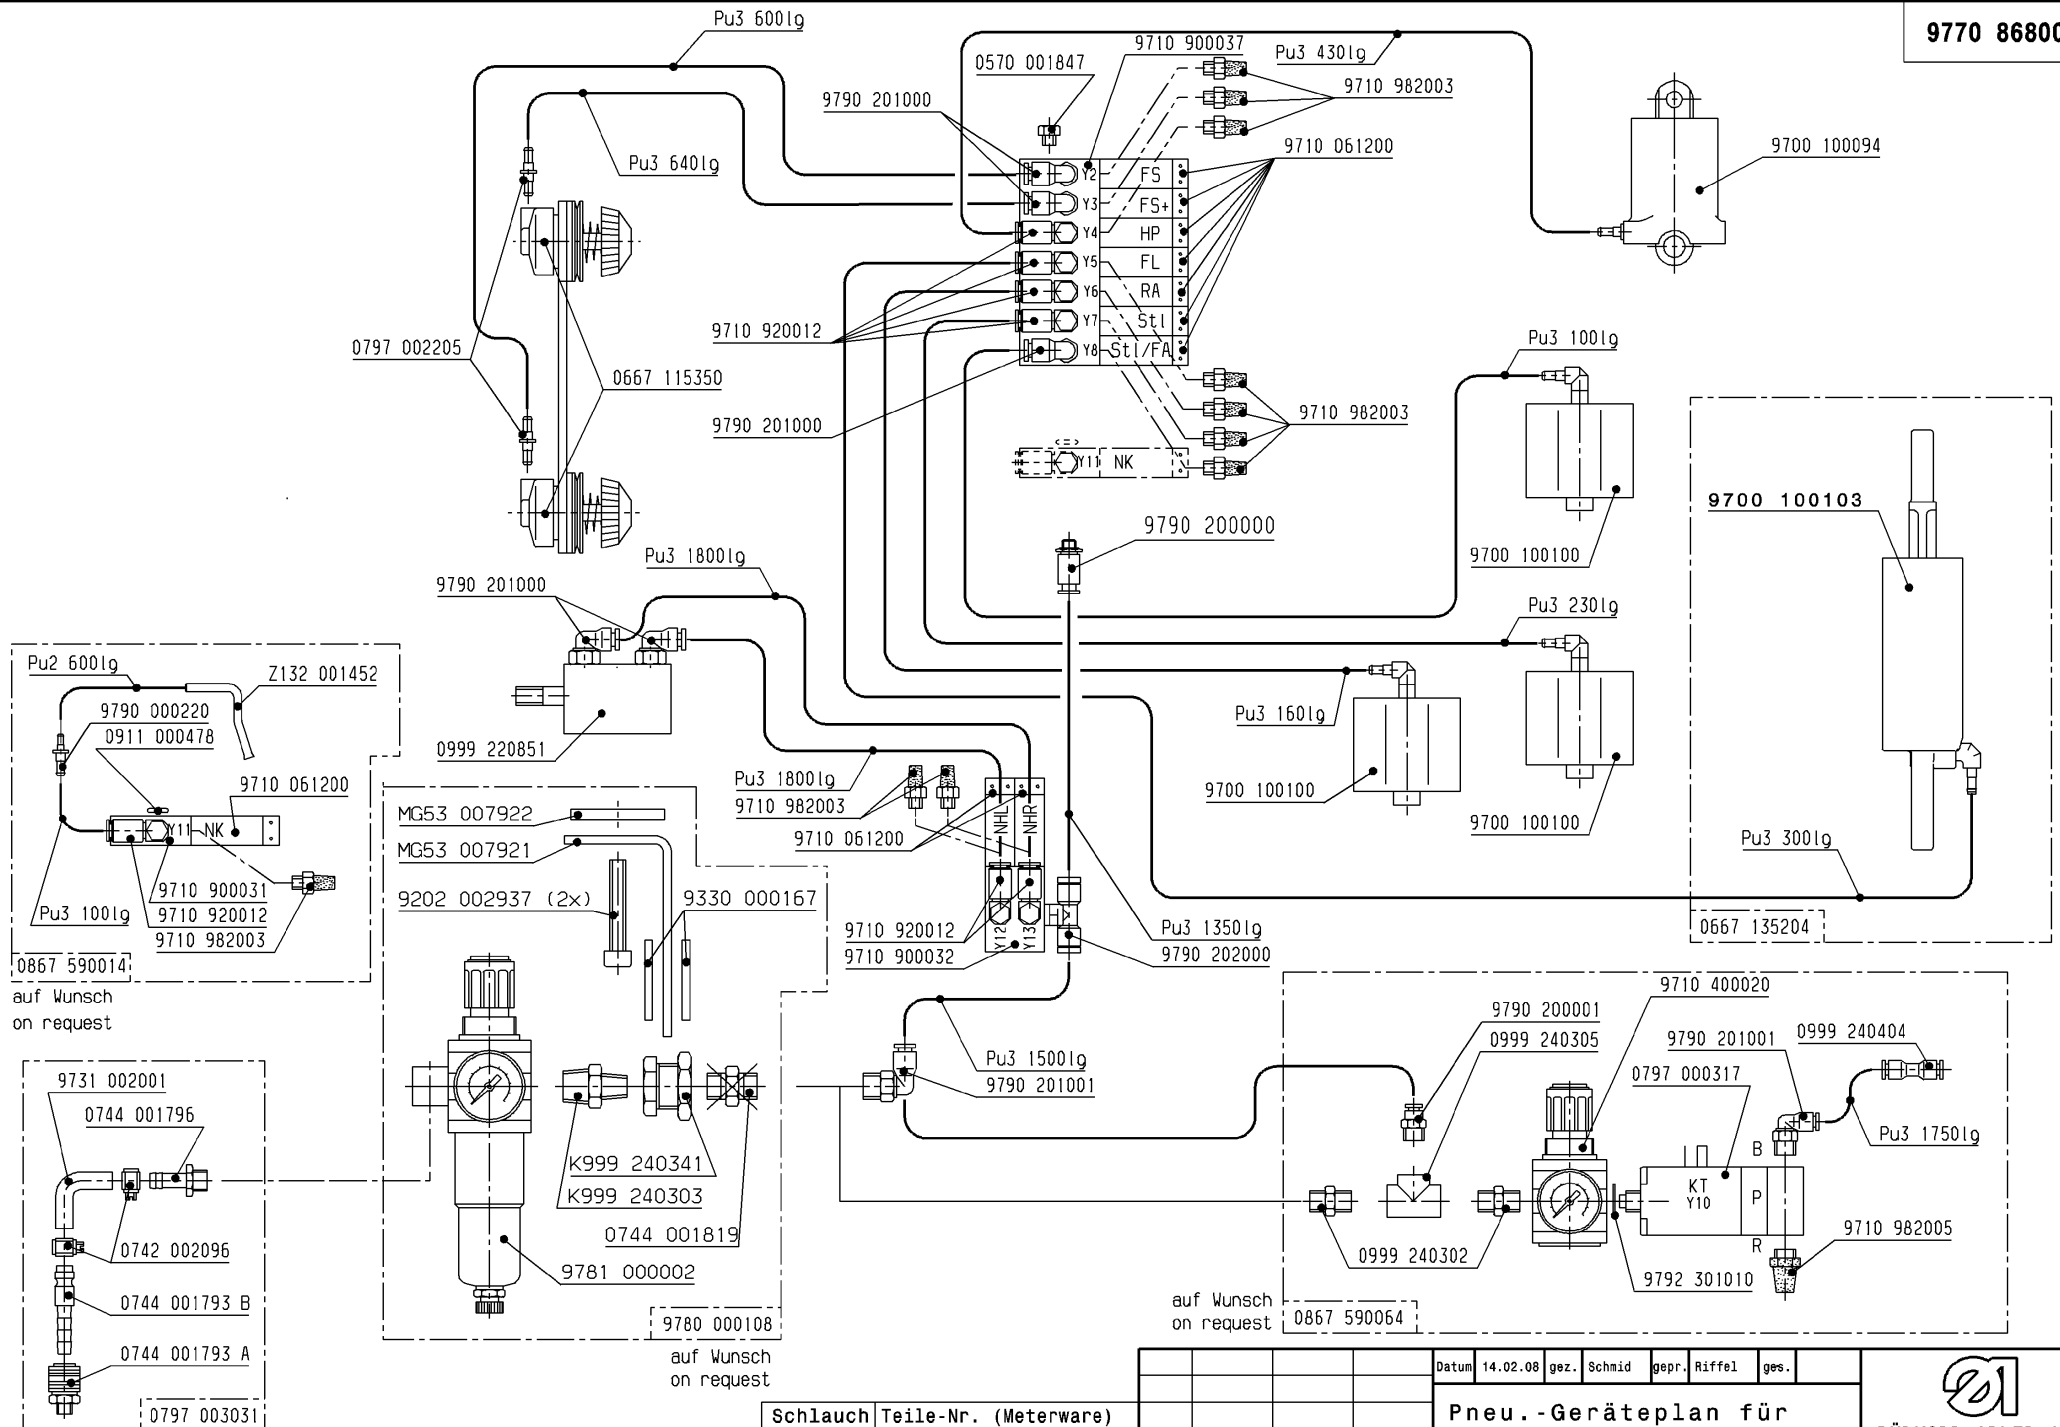 Pu3 600lg
9770 86800
9710 900037
Pu3 430lg
0570 001847
9710 982003
9790 201000
Pu3 640lg
9710 061200
9700 100094
Y2 FS
Y3 FS+
Y4 HP
Y5 FL
Y6 RA
Y7 Stl
Y8 Stl/FA
9710 920012
0797 002205
0667 115350
9790 201000
9710 982003
Y11 NK
Pu3 100lg
9700 100103
9790 200000
9700 100100
Pu3 1800lg
9790 201000
Pu3 230lg
Pu2 600lg
Z132 001452
9790 000220
0911 000478
0999 220851
Pu3 160lg
Pu3 1800lg
9710 982003
9700 100100
9710 061200
MG53 007922
9700 100100
Y11 NK
NHL
NHR
9710 061200
MG53 007921
Pu3 300lg
9710 900031
9202 002937 (2x)
9330 000167
Pu3 100lg
9710 920012
9710 982003
9710 920012
Y12
Y13
Pu3 1350lg
0667 135204
9710 900032
9790 202000
0867 590014
auf Wunsch
on request
9710 400020
9790 200001
0999 240305
9790 201001
0999 240404
Pu3 1500lg
9790 201001
0797 000317
9731 002001
0744 001796
Pu3 1750lg
B
KT
Y10
P
R
K999 240341
K999 240303
0744 001819
9710 982005
0742 002096
0999 240302
9792 301010
9781 000002
0744 001793 B
9780 000108
auf Wunsch
on request
0867 590064
0744 001793 A
auf Wunsch
on request
0797 003031
Datum 14.02.08 gez. Schmid gepr. Riffel ges.
Schlauch Teile-Nr. (Meterware)
Pneu.-Geräteplan für